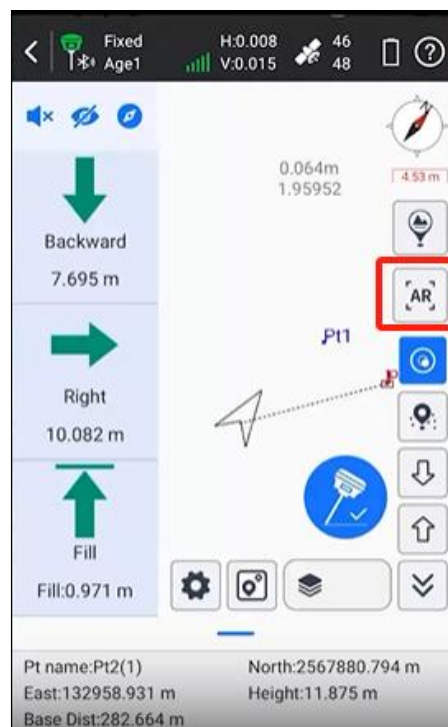 Fixed
Age1
H:0.008
V:0.015
46
48
?
0.064m
1.95952
4.53 m
Backward
7.695 m
AR
Pt1
Right
10.082 m
Fill
Fill:0.971 m
Pt name:Pt2(1)
North:2567880.794 m
East:132958.931 m
Height:11.875 m
Base Dist:282.664 m